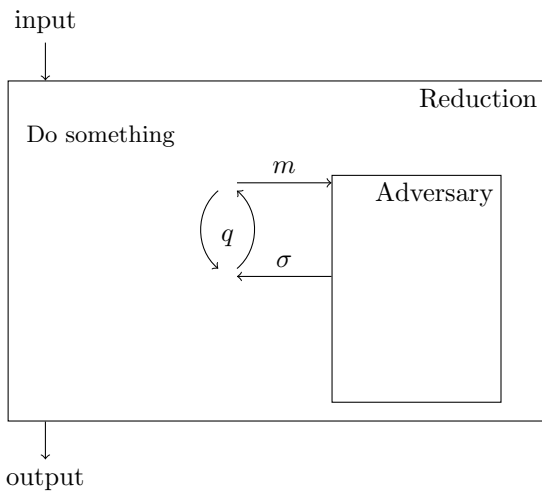 input
Reduction
Do something
m
Adversary
q
σ
output